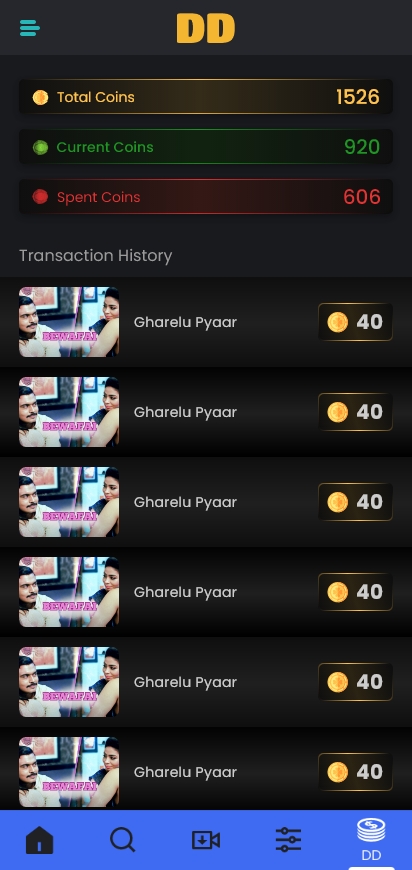 DD
Total Coins 1526
Current Coins 920
Spent Coins 606
Transaction History
BEWAFAI
Gharelu Pyaar 40
BEWAFAI
Gharelu Pyaar 40
BEWAFAI
Gharelu Pyaar 40
BEWAFAI
Gharelu Pyaar 40
BEWAFAI
Gharelu Pyaar 40
BEWAFAI
Gharelu Pyaar 40
DD